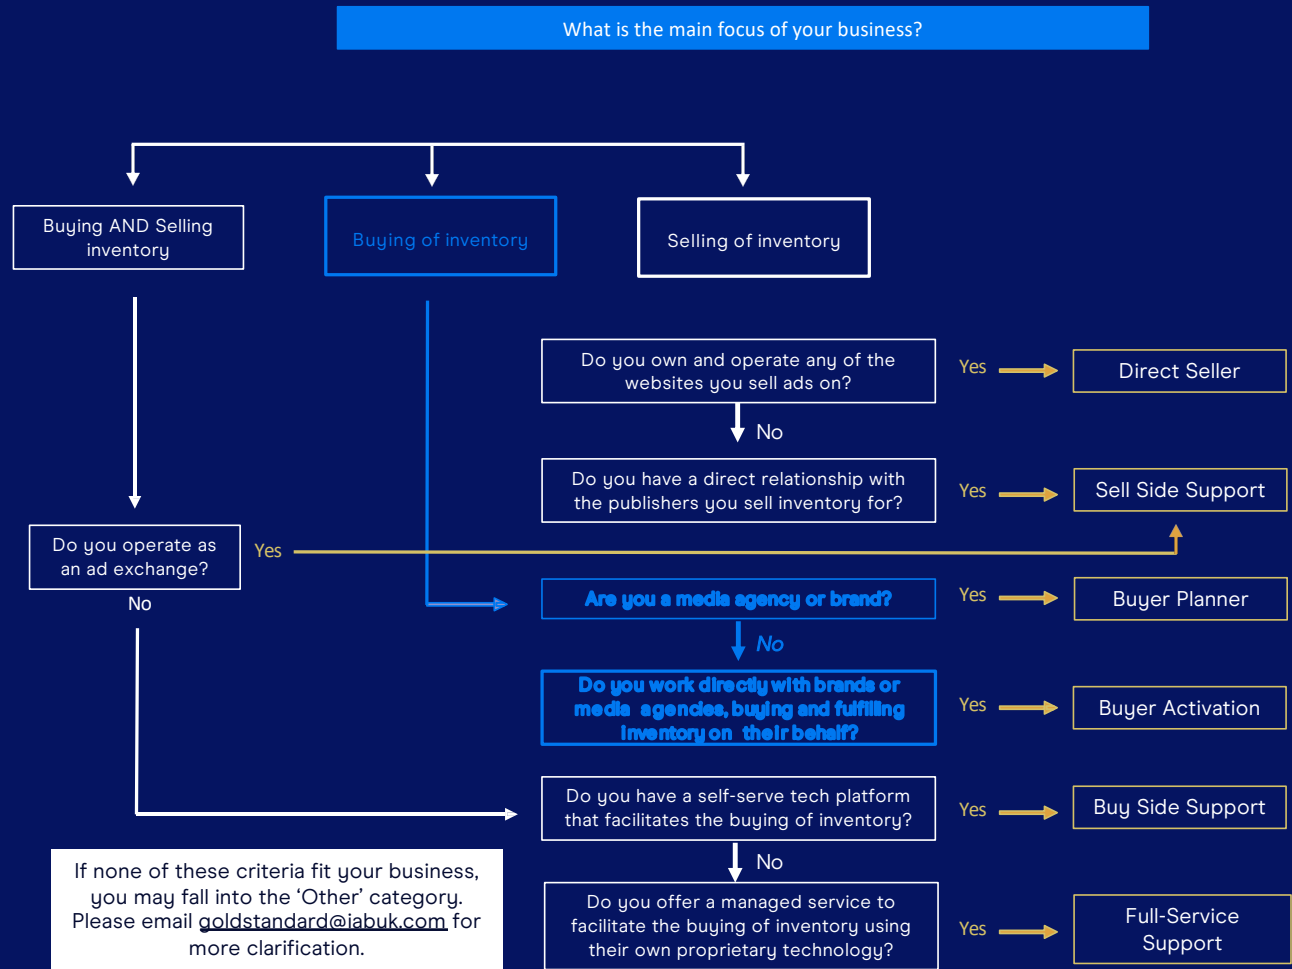 What is the main focus of your business?
Buying AND Selling
inventory
Buying of inventory
Selling of inventory
Do you own and operate any of the
websites you sell ads on?
Yes
Direct Seller
No
Do you have a direct relationship with
the publishers you sell inventory for?
Yes
Sell Side Support
Do you operate as
an ad exchange?
Yes
No
Are you a media agency or brand?
Yes
Buyer Planner
No
Do you work directly with brands or
media agencies, buying and fulfilling
inventory on their behalf?
Yes
Buyer Activation
Do you have a self-serve tech platform
that facilitates the buying of inventory?
Yes
Buy Side Support
No
Do you offer a managed service to
facilitate the buying of inventory using
their own proprietary technology?
Yes
Full-Service
Support
If none of these criteria fit your business,
you may fall into the ‘Other’ category.
Please email goldstandard@iabuk.com for
more clarification.